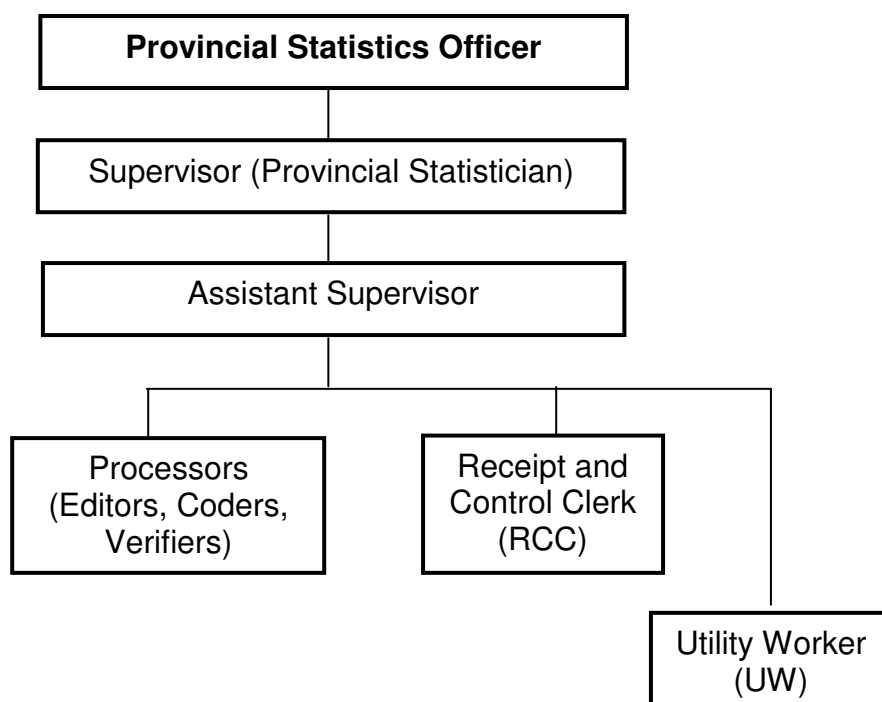 Provincial Statistics Officer
Supervisor (Provincial Statistician)
Assistant Supervisor
Processors
(Editors, Coders,
Verifiers)
Receipt and
Control Clerk
(RCC)
Utility Worker
(UW)